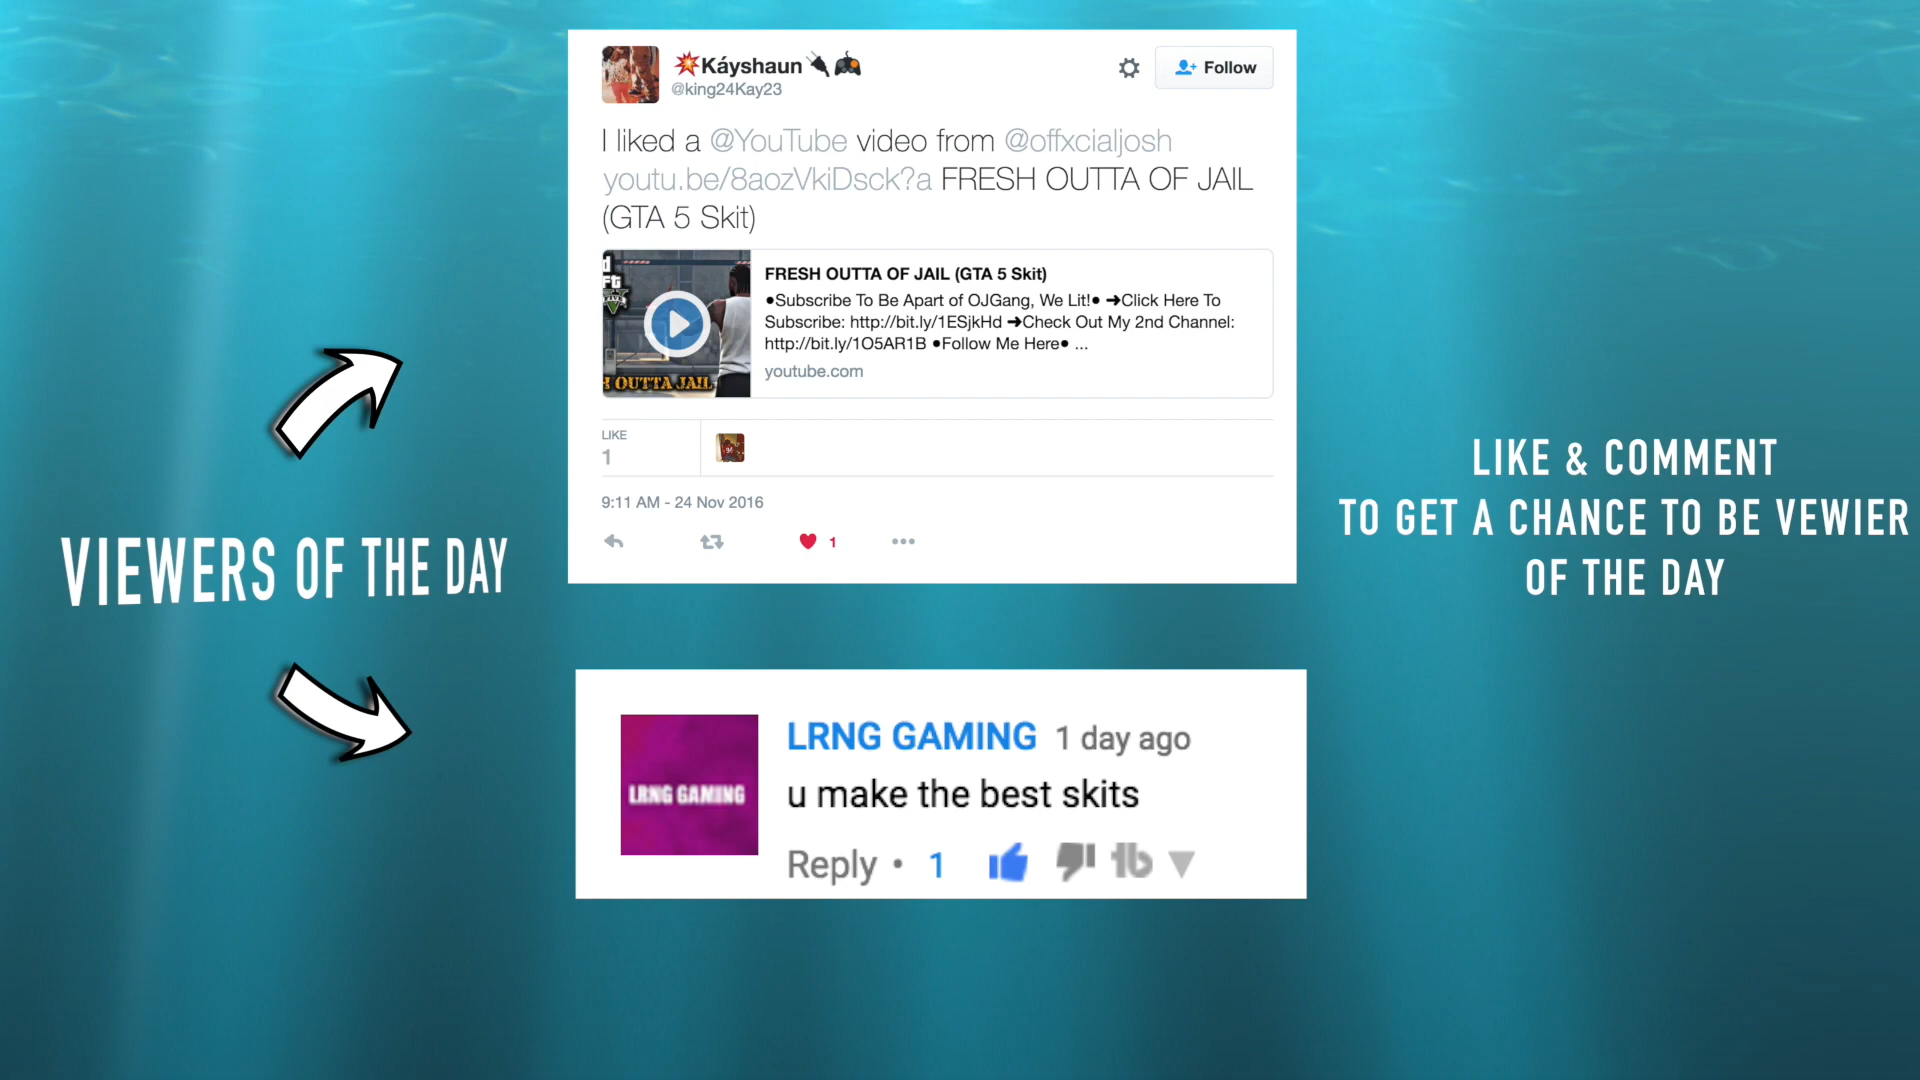 Káyshaun
@king24Kay23
Follow
I liked a @YouTube video from @offxcialjosh
youtu.be/8aozVkiDsck?a FRESH OUTTA OF JAIL
(GTA 5 Skit)
OUTTA JAIL
FRESH OUTTA OF JAIL (GTA 5 Skit)
●Subscribe To Be Apart of OJGang, We Lit!● ➜Click Here To
Subscribe: http://bit.ly/1ESjkHd ➜Check Out My 2nd Channel:
http://bit.ly/1O5AR1B ●Follow Me Here● ...
youtube.com
LIKE
1
9:11 AM - 24 Nov 2016
1
VIEWERS OF THE DAY
LIKE & COMMENT
TO GET A CHANCE TO BE VEWIER
OF THE DAY
LRNG GAMING
LRNG GAMING 1 day ago
u make the best skits
Reply • 1